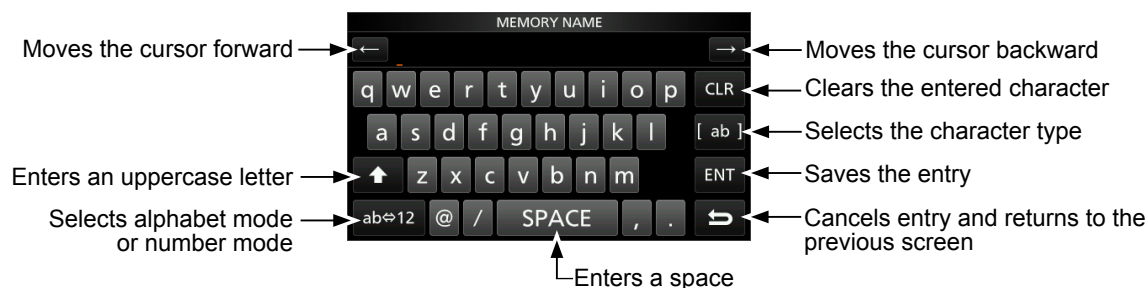 MEMORY NAME
Moves the cursor forward ← → Moves the cursor backward
q w e r t y u i o p CLR Clears the entered character
a s d f g h j k l [ ab ] Selects the character type
Enters an uppercase letter z x c v b n m ENT Saves the entry
Selects alphabet mode
or number mode
ab⇔12 @ / SPACE , .
Cancels entry and returns to the
previous screen
Enters a space